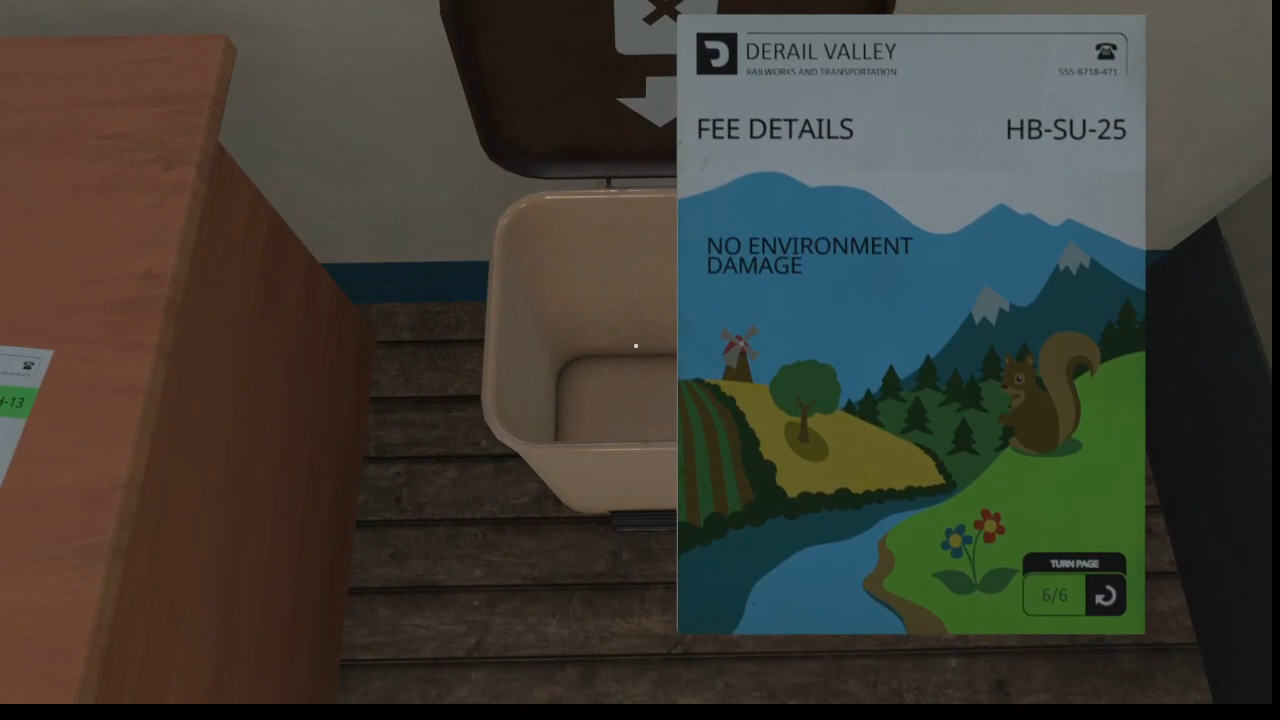 DERAIL VALLEY
RAILWORKS AND TRANSPORTATION
555-8718-471
FEE DETAILS
HB-SU-25
NO ENVIRONMENT
DAMAGE
TURN PAGE
6/6
-13